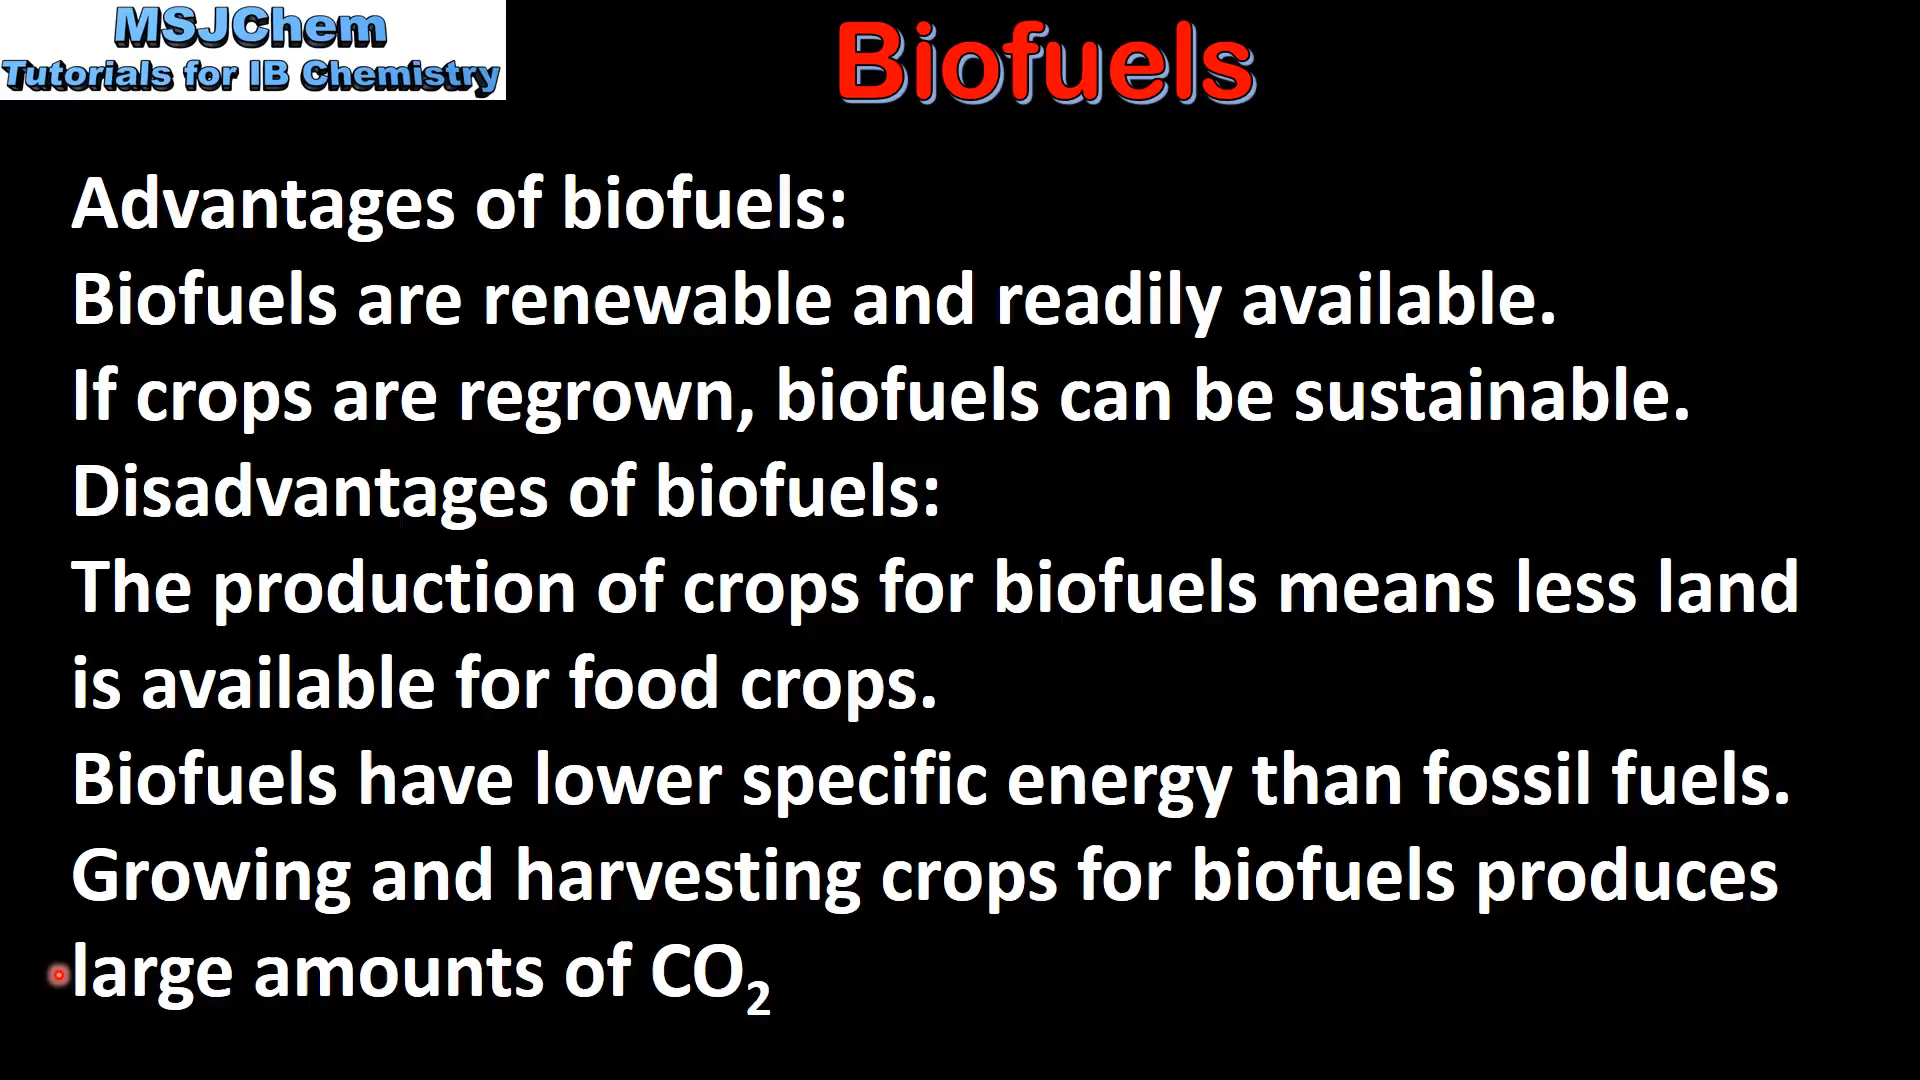 MSJChem
Tutorials for IB Chemistry
Biofuels
Advantages of biofuels:
Biofuels are renewable and readily available.
If crops are regrown, biofuels can be sustainable.
Disadvantages of biofuels:
The production of crops for biofuels means less land
is available for food crops.
Biofuels have lower specific energy than fossil fuels.
Growing and harvesting crops for biofuels produces
large amounts of CO₂